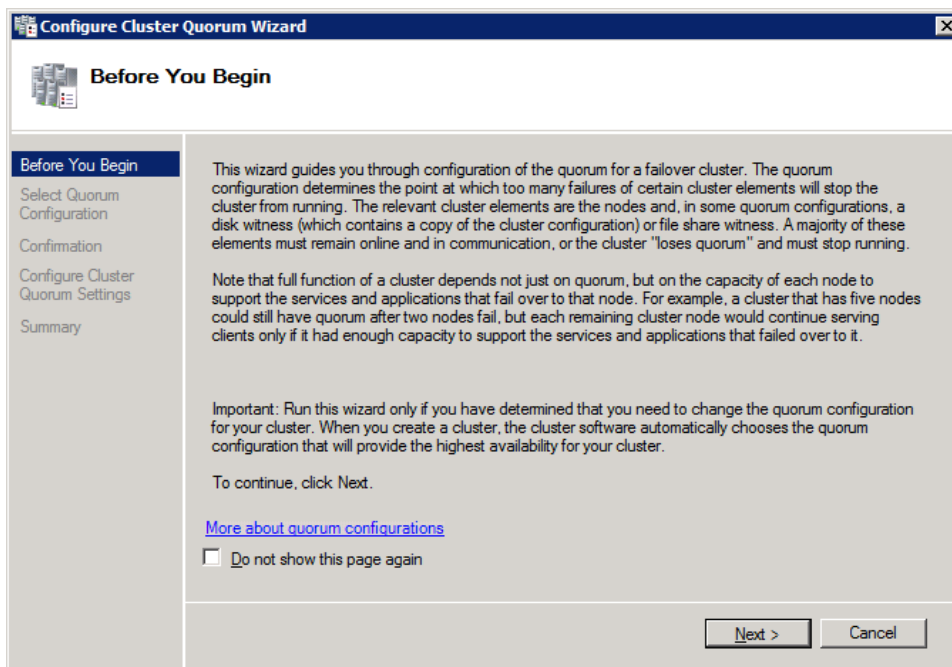 Configure Cluster Quorum Wizard
Before You Begin
Before You Begin
Select Quorum
Configuration
Confirmation
Configure Cluster
Quorum Settings
Summary
This wizard guides you through configuration of the quorum for a failover cluster. The quorum
configuration determines the point at which too many failures of certain cluster elements will stop the
cluster from running. The relevant cluster elements are the nodes and, in some quorum configurations, a
disk witness (which contains a copy of the cluster configuration) or file share witness. A majority of these
elements must remain online and in communication, or the cluster "loses quorum" and must stop running.
Note that full function of a cluster depends not just on quorum, but on the capacity of each node to
support the services and applications that fail over to that node. For example, a cluster that has five nodes
could still have quorum after two nodes fail, but each remaining cluster node would continue serving
clients only if it had enough capacity to support the services and applications that failed over to it.
Important: Run this wizard only if you have determined that you need to change the quorum configuration
for your cluster. When you create a cluster, the cluster software automatically chooses the quorum
configuration that will provide the highest availability for your cluster.
To continue, click Next.
More about quorum configurations
Do not show this page again
Next >
Cancel